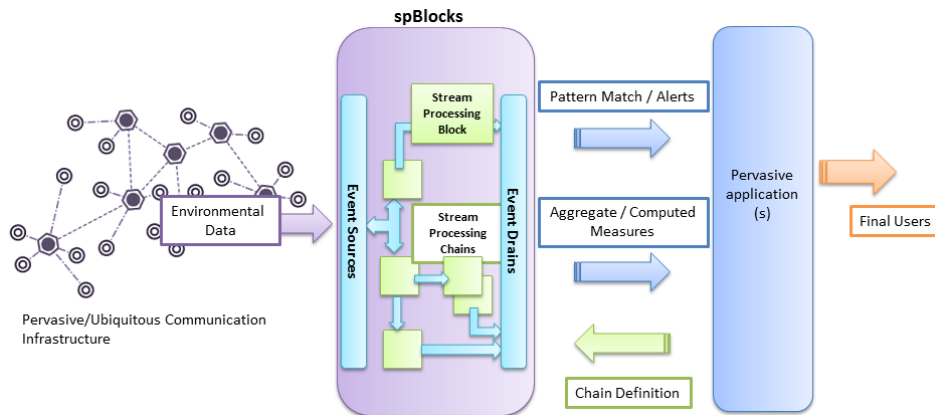 spBlocks
Stream
Processing
Block
Pattern Match / Alerts
Event Sources
Event Drains
Environmental
Data
Stream
Processing
Chains
Aggregate / Computed
Measures
Pervasive
application
(s)
Final Users
Pervasive/Ubiquitous Communication
Infrastructure
Chain Definition